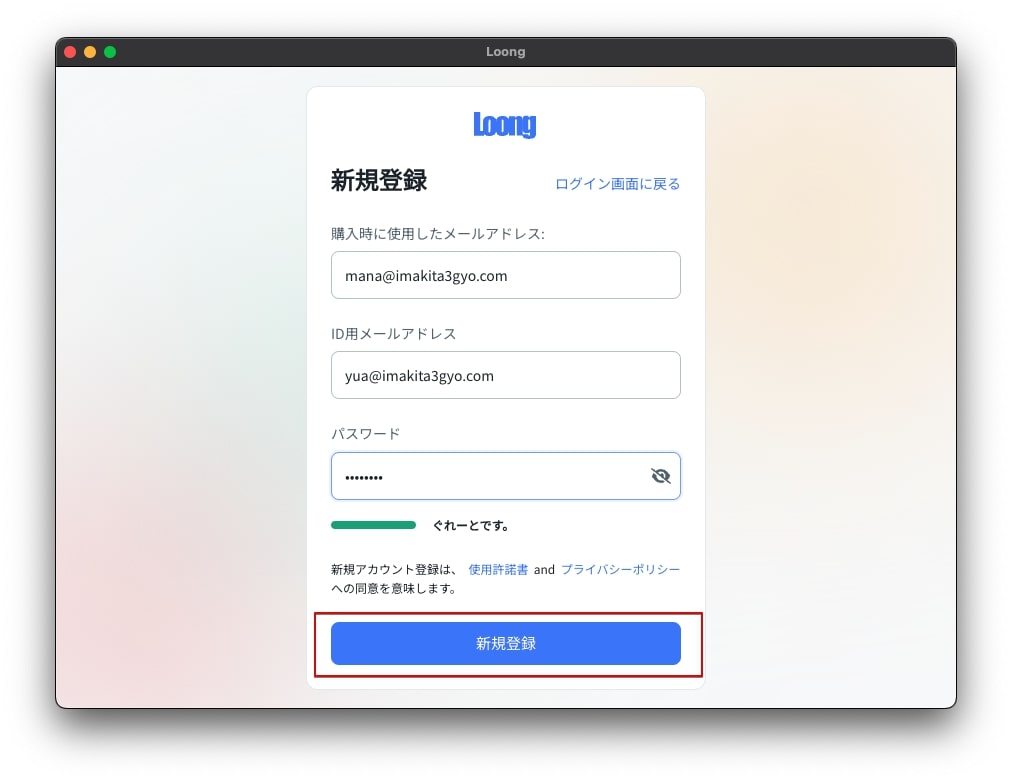 Loong
Loong
新規登録
ログイン画面に戻る
購入時に使用したメールアドレス:
mana@imakita3gyo.com
ID用メールアドレス
yua@imakita3gyo.com
パスワード
••••••••
ぐれーとです。
新規アカウント登録は、 使用許諾書 and プライバシーポリシー
への同意を意味します。
新規登録